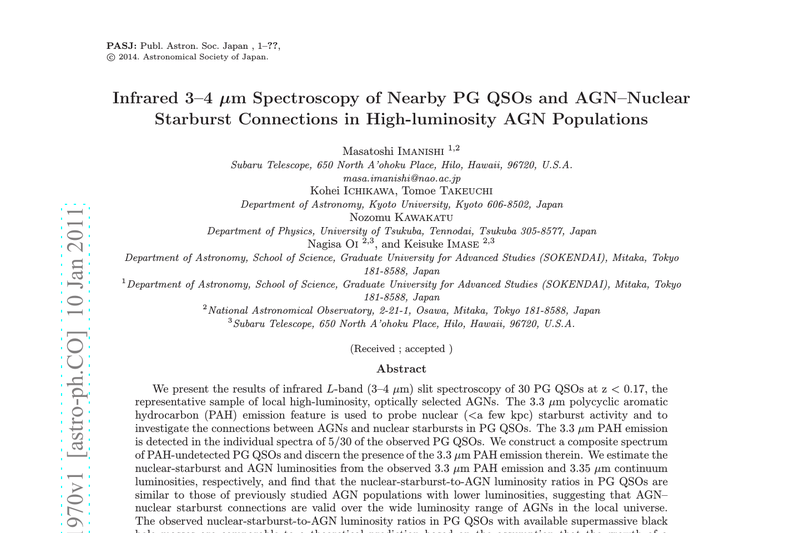 PASJ: Publ. Astron. Soc. Japan , 1–??,
© 2014. Astronomical Society of Japan.
Infrared 3–4 μm Spectroscopy of Nearby PG QSOs and AGN–Nuclear
Starburst Connections in High-luminosity AGN Populations
Masatoshi IMANISHI 1,2
Subaru Telescope, 650 North A'ohoku Place, Hilo, Hawaii, 96720, U.S.A.
masa.imanishi@nao.ac.jp
Kohei ICHIKAWA, Tomoe TAKEUCHI
Department of Astronomy, Kyoto University, Kyoto 606-8502, Japan
Nozomu KAWAKATU
Department of Physics, University of Tsukuba, Tennodai, Tsukuba 305-8577, Japan
Nagisa OI 2,3, and Keisuke IMASE 2,3
Department of Astronomy, School of Science, Graduate University for Advanced Studies (SOKENDAI), Mitaka, Tokyo
181-8588, Japan
1Department of Astronomy, School of Science, Graduate University for Advanced Studies (SOKENDAI), Mitaka, Tokyo
181-8588, Japan
2National Astronomical Observatory, 2-21-1, Osawa, Mitaka, Tokyo 181-8588, Japan
3Subaru Telescope, 650 North A'ohoku Place, Hilo, Hawaii, 96720, U.S.A.
(Received ; accepted )
Abstract
We present the results of infrared L-band (3–4 μm) slit spectroscopy of 30 PG QSOs at z < 0.17, the
representative sample of local high-luminosity, optically selected AGNs. The 3.3 μm polycyclic aromatic
hydrocarbon (PAH) emission feature is used to probe nuclear (<a few kpc) starburst activity and to
investigate the connections between AGNs and nuclear starbursts in PG QSOs. The 3.3 μm PAH emission
is detected in the individual spectra of 5/30 of the observed PG QSOs. We construct a composite spectrum
of PAH-undetected PG QSOs and discern the presence of the 3.3 μm PAH emission therein. We estimate the
nuclear-starburst and AGN luminosities from the observed 3.3 μm PAH emission and 3.35 μm continuum
luminosities, respectively, and find that the nuclear-starburst-to-AGN luminosity ratios in PG QSOs are
similar to those of previously studied AGN populations with lower luminosities, suggesting that AGN–
nuclear starburst connections are valid over the wide luminosity range of AGNs in the local universe.
The observed nuclear-starburst-to-AGN luminosity ratios in PG QSOs with available supermassive black
1970v1 [astro-ph.CO] 10 Jan 2011